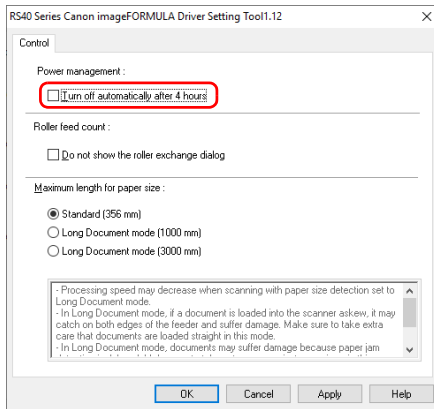 RS40 Series Canon imageFORMULA Driver Setting Tool1.12
Control
Power management :
Turn off automatically after 4 hours
Roller feed count :
Do not show the roller exchange dialog
Maximum length for paper size :
Standard (356 mm)
Long Document mode (1000 mm)
Long Document mode (3000 mm)
- Processing speed may decrease when scanning with paper size detection set to
Long Document mode.
- In Long Document mode, if a document is loaded into the scanner askew, it may
catch on both edges of the feeder and suffer damage. Make sure to take extra
care that documents are loaded straight in this mode.
- In Long Document mode, documents may suffer damage because paper jam
OK
Cancel
Apply
Help